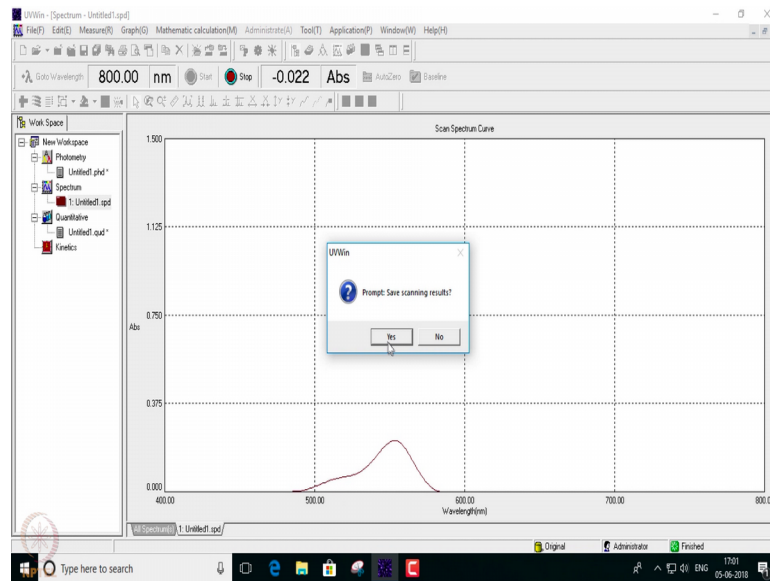 UVWin - [Spectrum - Untitled1.spd]
File(F) Edit(E) Measure(R) Graph(G) Mathematic calculation(M) Administrate(A) Tool(T) Application(P) Window(W) Help(H)
Goto Wavelength 800.00 nm Start Stop -0.022 Abs AutoZero Baseline
Work Space
New Workspace
Photometry
Untitled1.phd *
Spectrum
1: Untitled1.spd
Quantitative
Untitled1.qud *
Kinetics
Scan Spectrum Curve
1.500
1.125
0.750
Abs
0.375
0.000
400.00 500.00 600.00 700.00 800.0
Wavelength(nm)
UVWin
Prompt: Save scanning results?
Yes No
All Spectrum(s) 1: Untitled1.spd
Original Administrator Finished
Type here to search
ENG
17:01
05-06-2018